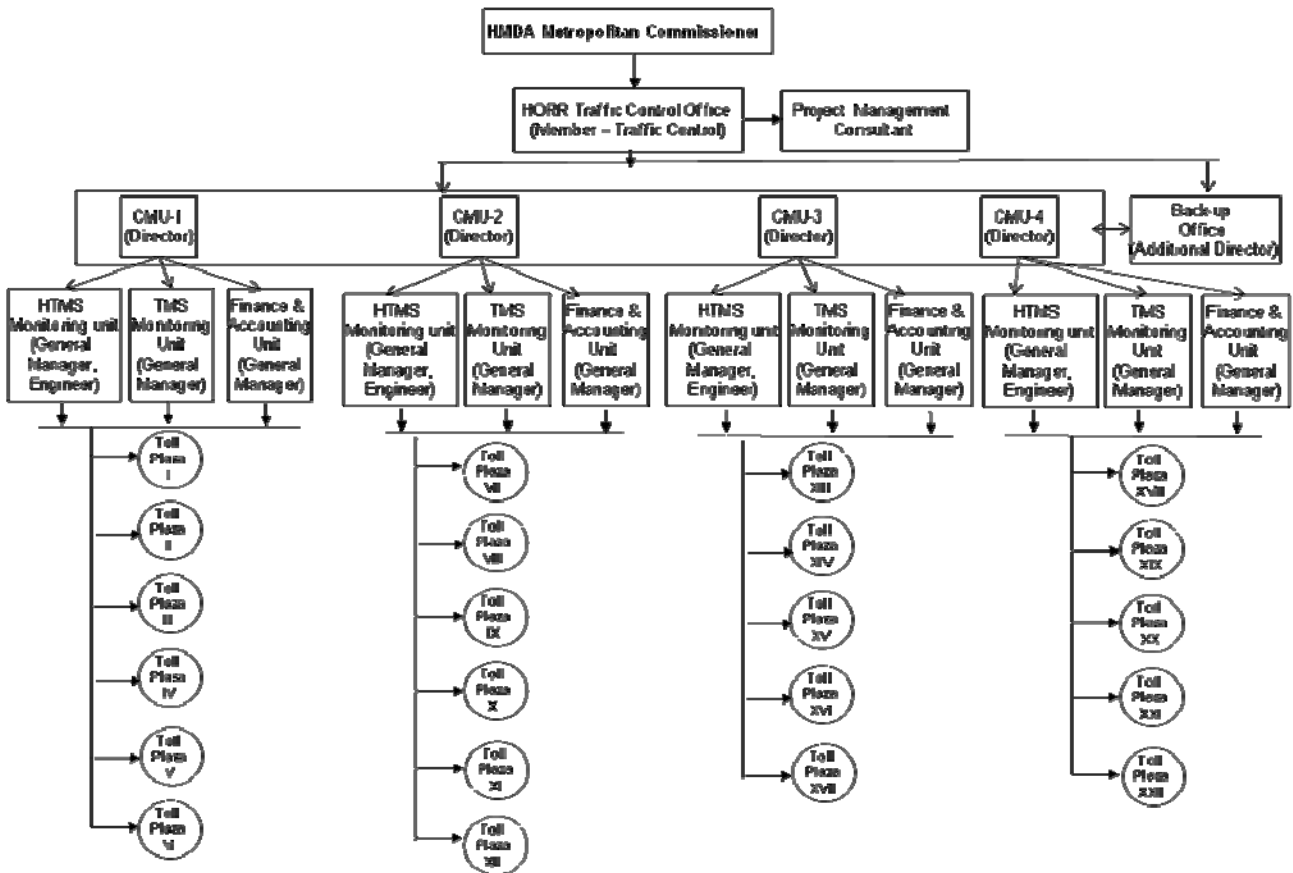 HMDA Metropolitan Commissioner
HORR Traffic Control Office
(Member – Traffic Control)
Project Management
Consultant
CMU-1
(Director)
CMU-2
(Director)
CMU-3
(Director)
CMU-4
(Director)
Back-up
Office
(Additional Director)
HTMS
Monitoring unit
(General
Manager,
Engineer)
TMS
Monitoring
Unit
(General
Manager)
Finance &
Accounting
Unit
(General
Manager)
HTMS
Monitoring unit
(General
Manager,
Engineer)
TMS
Monitoring
Unit
(General
Manager)
Finance &
Accounting
Unit
(General
Manager)
HTMS
Monitoring unit
(General
Manager,
Engineer)
TMS
Monitoring
Unit
(General
Manager)
Finance &
Accounting
Unit
(General
Manager)
HTMS
Monitoring unit
(General
Manager,
Engineer)
TMS
Monitoring
Unit
(General
Manager)
Finance &
Accounting
Unit
(General
Manager)
Toll
Plaza
I
Toll
Plaza
II
Toll
Plaza
III
Toll
Plaza
IV
Toll
Plaza
V
Toll
Plaza
VI
Toll
Plaza
VII
Toll
Plaza
VIII
Toll
Plaza
IX
Toll
Plaza
X
Toll
Plaza
XI
Toll
Plaza
XII
Toll
Plaza
XIII
Toll
Plaza
XIV
Toll
Plaza
XV
Toll
Plaza
XVI
Toll
Plaza
XVII
Toll
Plaza
XVIII
Toll
Plaza
XIX
Toll
Plaza
XX
Toll
Plaza
XXI
Toll
Plaza
XXII